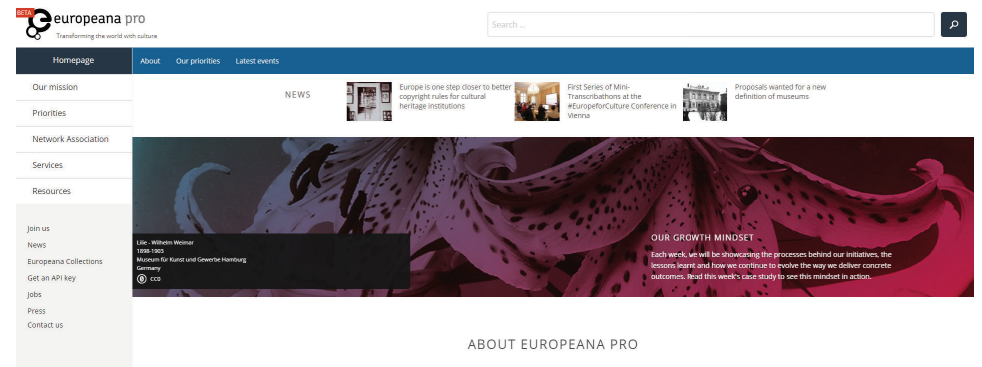 BETA
europeana pro
Transforming the world with culture
Search ...
Homepage
About
Our priorities
Latest events
Our mission
Priorities
Network Association
Services
Resources
Join us
News
Europeana Collections
Get an API key
Jobs
Press
Contact us
NEWS
Europe is one step closer to better
copyright rules for cultural
heritage institutions
First Series of Mini-
Transcribathons at the
#EuropeforCulture Conference in
Vienna
Proposals wanted for a new
definition of museums
Lilie - Wilhelm Weimar
1898-1905
Museum für Kunst und Gewerbe Hamburg
Germany
CC0
OUR GROWTH MINDSET
Each week, we will be showcasing the processes behind our initiatives, the
lessons learnt and how we continue to evolve the way we deliver concrete
outcomes. Read this week's case study to see this mindset in action.
ABOUT EUROPEANA PRO